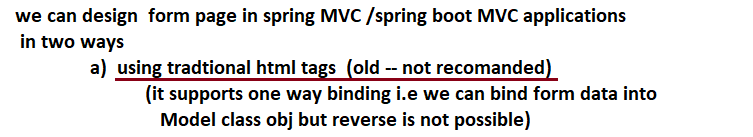 we can design form page in spring MVC /spring boot MVC applications
in two ways
a) using tradtional html tags (old -- not recomanded)
(it supports one way binding i.e we can bind form data into
Model class obj but reverse is not possible)